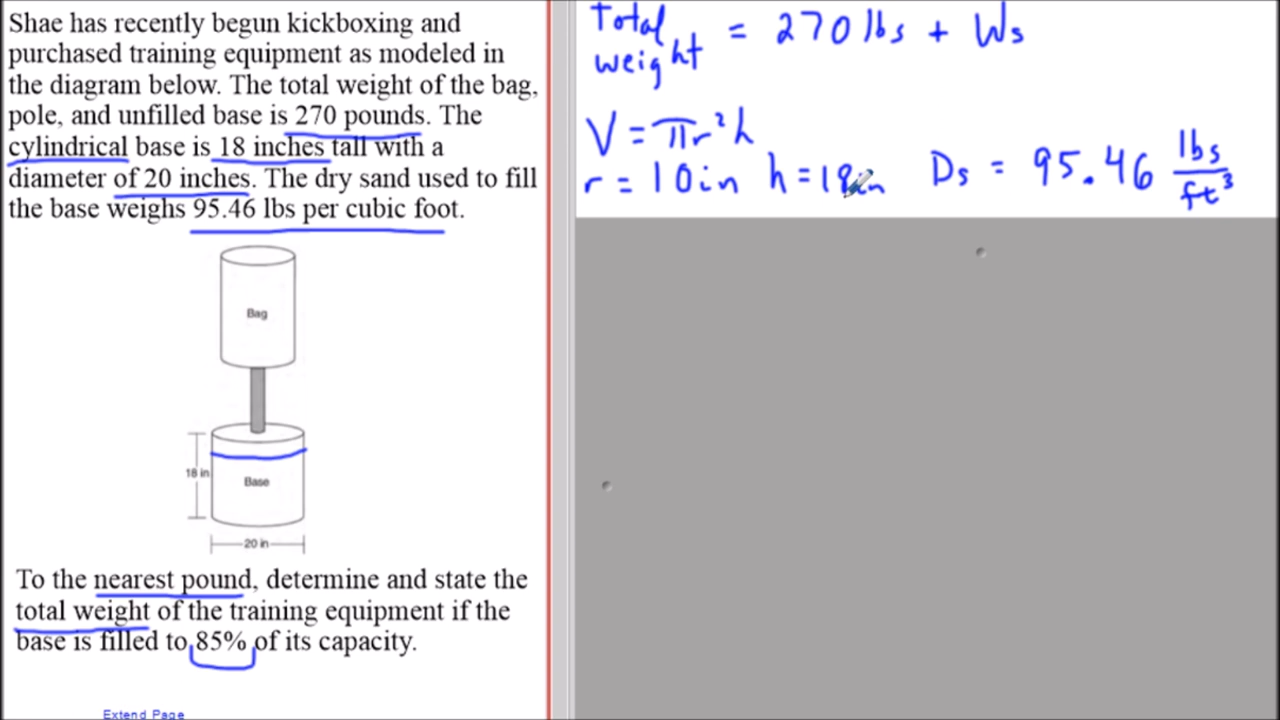 Shae has recently begun kickboxing and
purchased training equipment as modeled in
the diagram below. The total weight of the bag,
pole, and unfilled base is 270 pounds. The
cylindrical base is 18 inches tall with a
diameter of 20 inches. The dry sand used to fill
the base weighs 95.46 lbs per cubic foot.
Bag
18 in
Base
20 in
To the nearest pound, determine and state the
total weight of the training equipment if the
base is filled to 85% of its capacity.
Extend Page
Total weight = 270 lbs + Ws
V = πr²h
r = 10in h = 18in Ds = 95.46 lbs/ft³